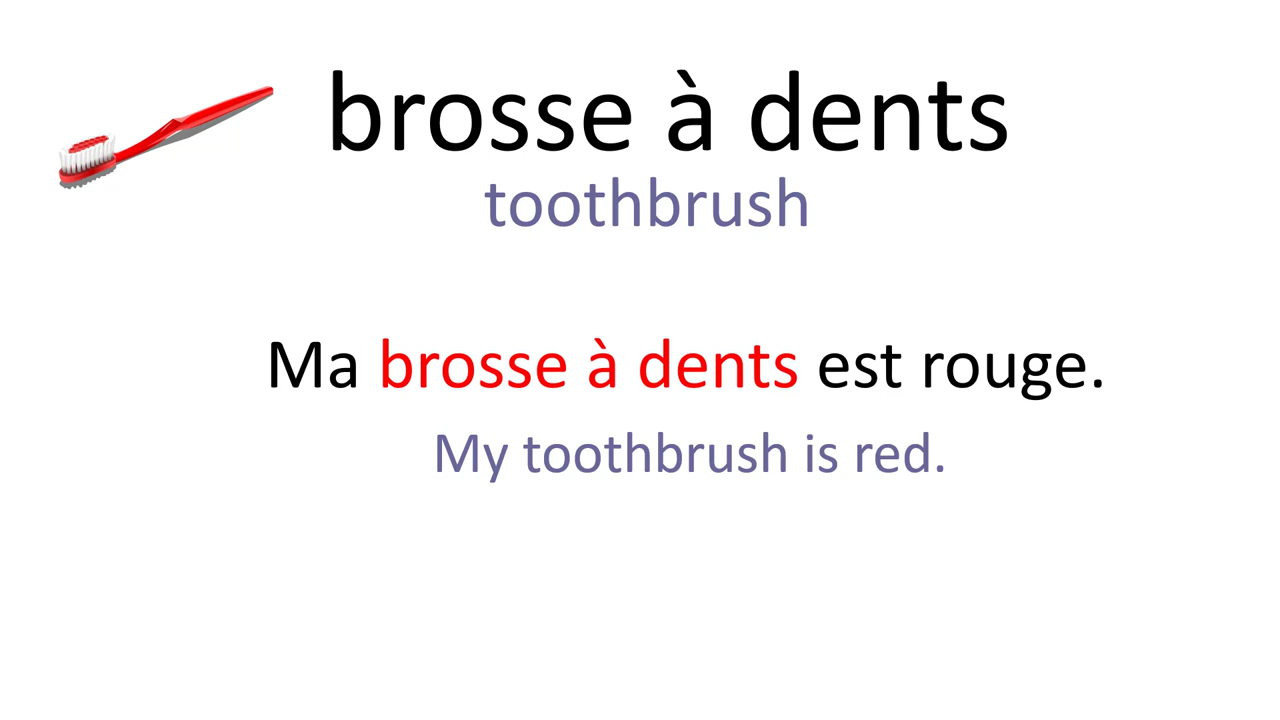 brosse à dents
toothbrush
Ma brosse à dents est rouge.
My toothbrush is red.